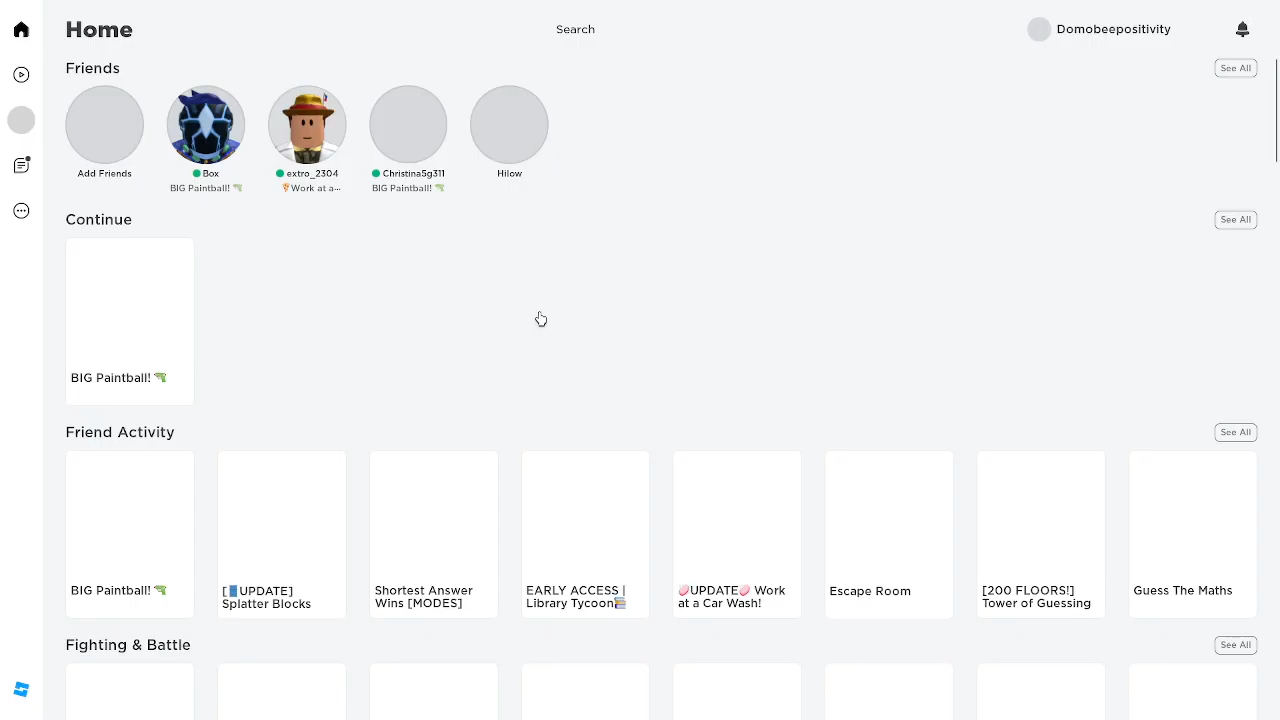 Home
Search
Domobeepositivity
Friends
See All
Add Friends
Box
BIG Paintball! 🔫
extro_2304
🍕Work at a...
Christina5g311
BIG Paintball! 🔫
Hilow
Continue
See All
BIG Paintball! 🔫
Friend Activity
See All
BIG Paintball! 🔫
[👖UPDATE]
Splatter Blocks
Shortest Answer
Wins [MODES]
EARLY ACCESS |
Library Tycoon📚
🧼UPDATE🧼 Work
at a Car Wash!
Escape Room
[200 FLOORS!]
Tower of Guessing
Guess The Maths
Fighting & Battle
See All